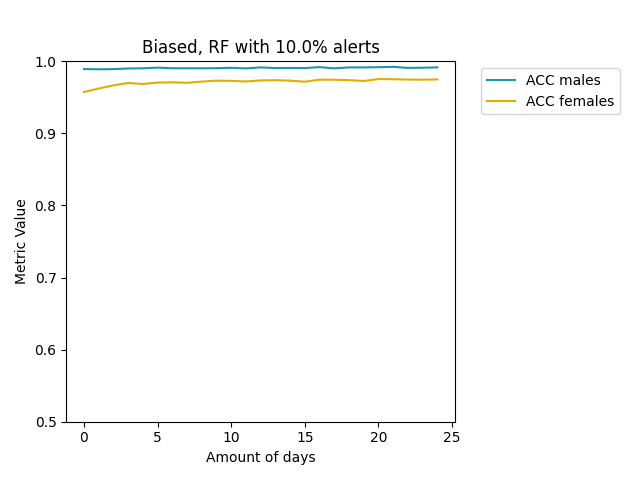 Biased, RF with 10.0% alerts
ACC males
ACC females
Metric Value
1.0
0.9
0.8
0.7
0.6
0.5
0 5 10 15 20 25
Amount of days